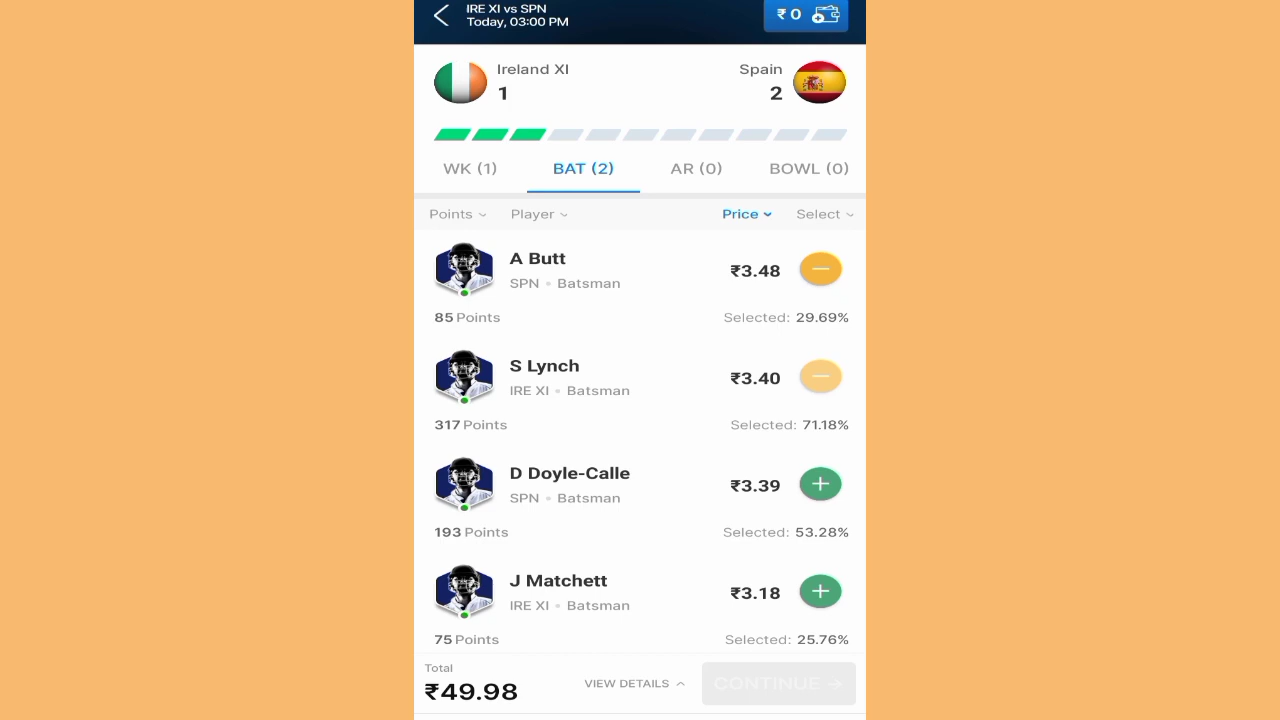 IRE XI vs SPN
Today, 03:00 PM
₹ 0
Ireland XI
1
Spain
2
WK (1)
BAT (2)
AR (0)
BOWL (0)
Points
Player
Price
Select
A Butt
SPN • Batsman
₹3.48
85 Points
Selected: 29.69%
S Lynch
IRE XI • Batsman
₹3.40
317 Points
Selected: 71.18%
D Doyle-Calle
SPN • Batsman
₹3.39
193 Points
Selected: 53.28%
J Matchett
IRE XI • Batsman
₹3.18
75 Points
Selected: 25.76%
Total
₹49.98
VIEW DETAILS
CONTINUE →